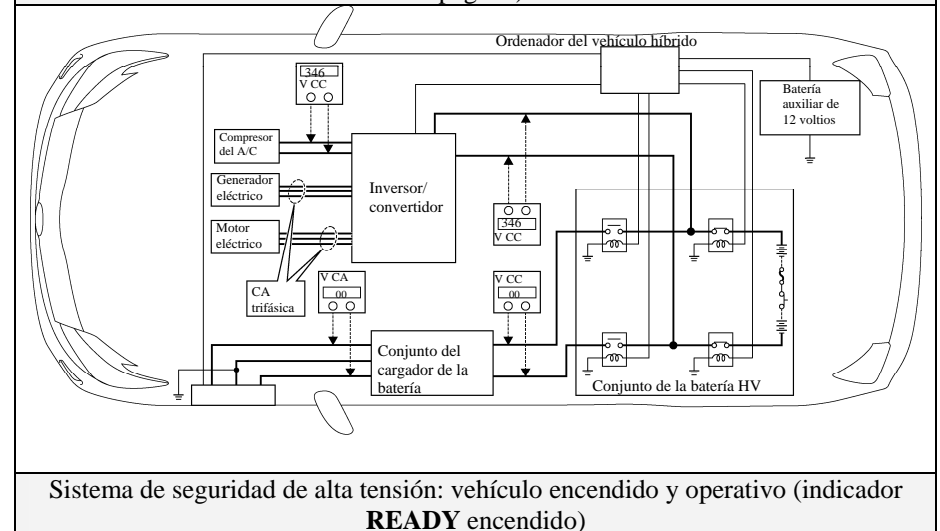 Ordenador del vehículo híbrido
346
V CC
Batería
auxiliar de
12 voltios
Compresor
del A/C
Generador
eléctrico
Inversor/
convertidor
Motor
eléctrico
346
V CC
CA
trifásica
V CA
00
V CC
00
Conjunto del
cargador de la
batería
Conjunto de la batería HV
Sistema de seguridad de alta tensión: vehículo encendido y operativo (indicador
READY encendido)